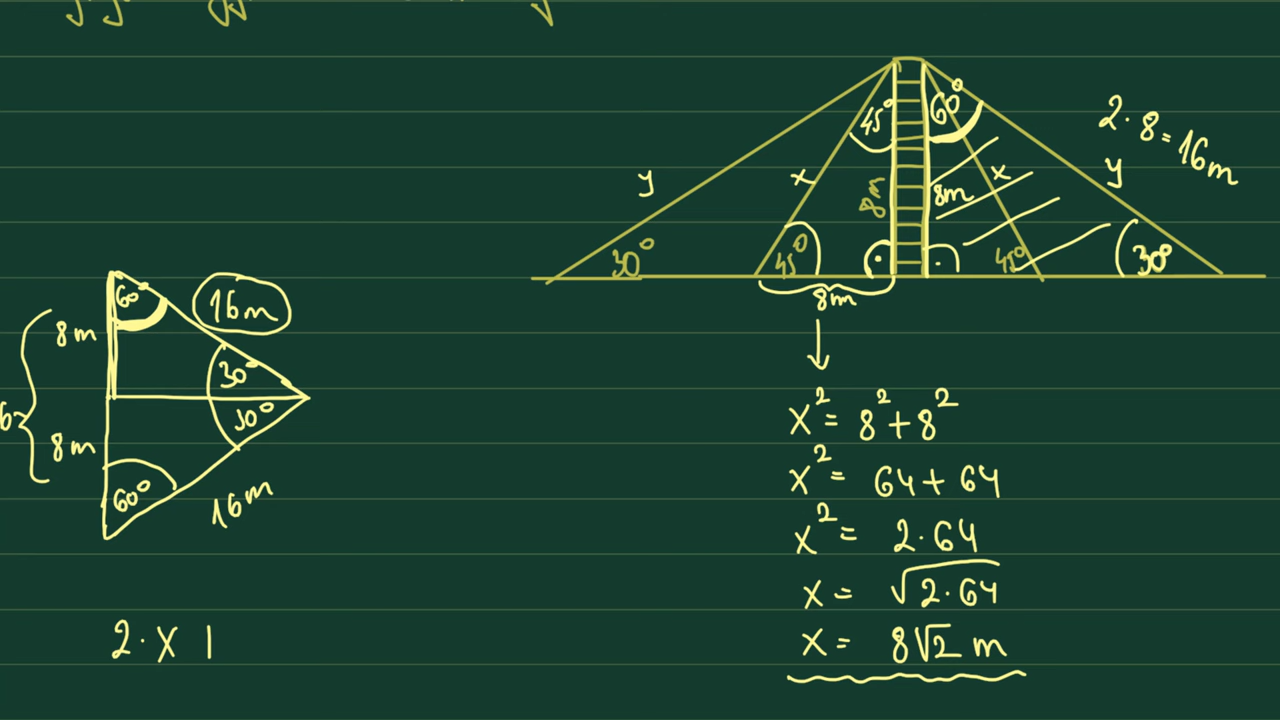 60°
8m
16m
30°
30°
8m
60°
16m
2·x
y
x
45°
60°
8m
8m
x
y
2·8=16m
30°
45°
45°
30°
8m
x² = 8² + 8²
x² = 64 + 64
x² = 2·64
x = √2·64
x = 8√2 m